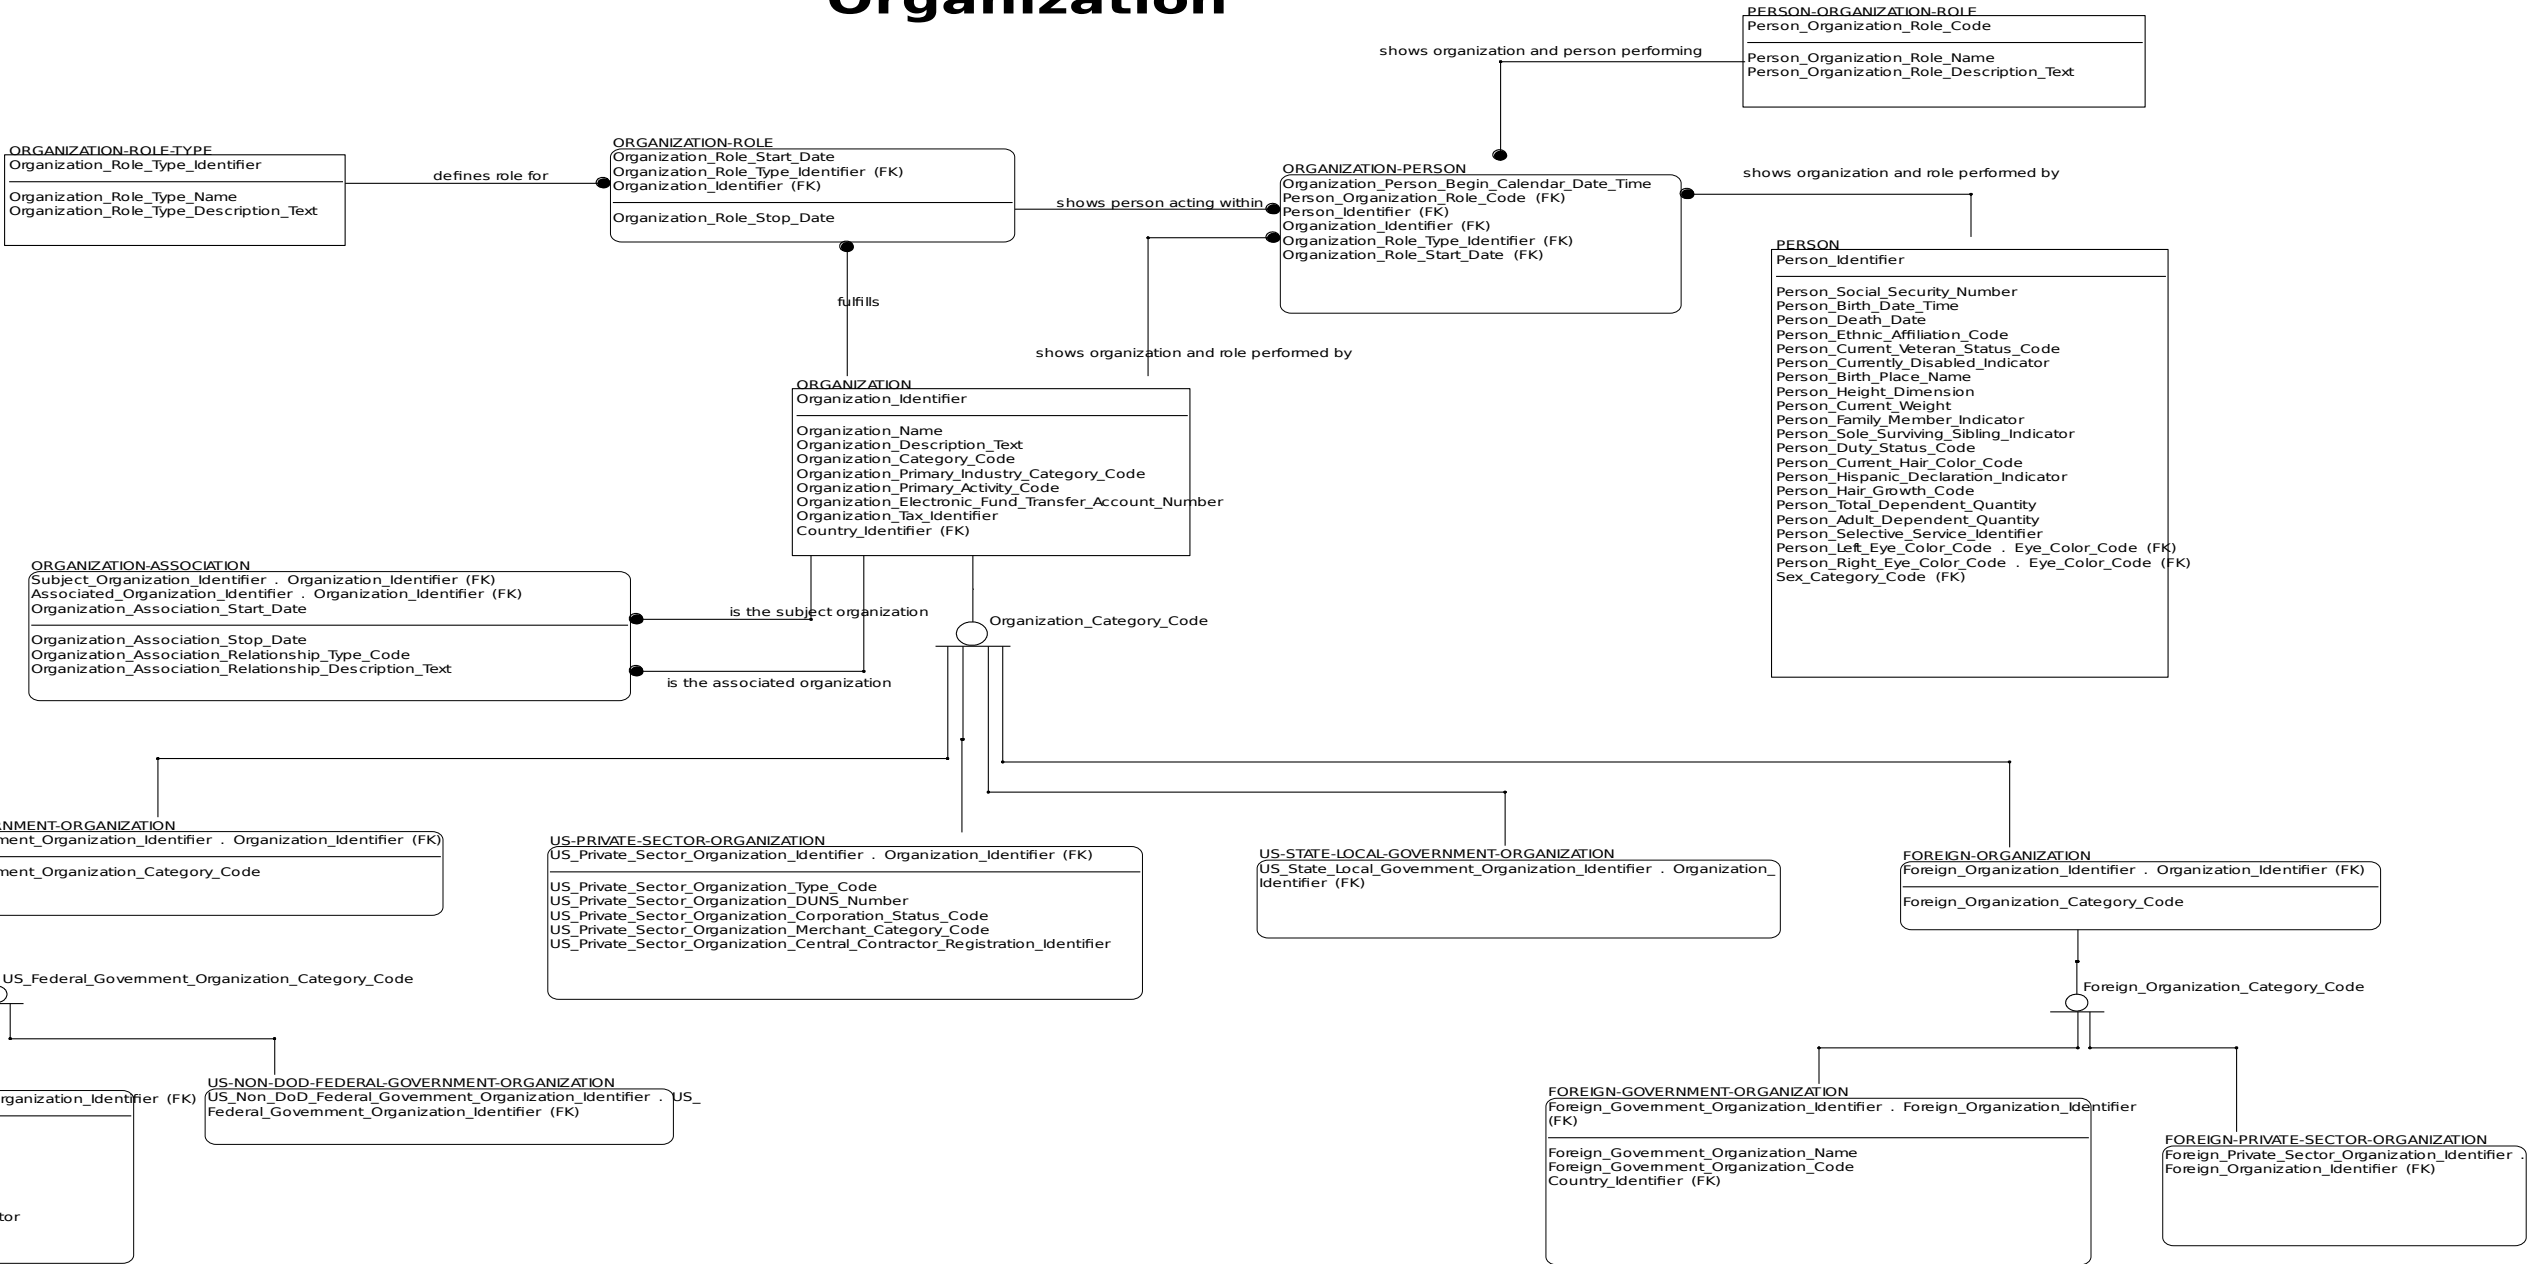 Organization
PERSON-ORGANIZATION-ROLE
Person_Organization_Role_Code
Person_Organization_Role_Name
Person_Organization_Role_Description_Text
shows organization and person performing
ORGANIZATION-ROLE-TYPE
Organization_Role_Type_Identifier
Organization_Role_Type_Name
Organization_Role_Type_Description_Text
defines role for
ORGANIZATION-ROLE
Organization_Role_Start_Date
Organization_Role_Type_Identifier (FK)
Organization_Identifier (FK)
Organization_Role_Stop_Date
shows person acting within
ORGANIZATION-PERSON
Organization_Person_Begin_Calendar_Date_Time
Person_Organization_Role_Code (FK)
Person_Identifier (FK)
Organization_Identifier (FK)
Organization_Role_Type_Identifier (FK)
Organization_Role_Start_Date (FK)
shows organization and role performed by
PERSON
Person_Identifier
Person_Social_Security_Number
Person_Birth_Date_Time
Person_Death_Date
Person_Ethnic_Affiliation_Code
Person_Current_Veteran_Status_Code
Person_Currently_Disabled_Indicator
Person_Birth_Place_Name
Person_Height_Dimension
Person_Current_Weight
Person_Family_Member_Indicator
Person_Sole_Surviving_Sibling_Indicator
Person_Duty_Status_Code
Person_Current_Hair_Color_Code
Person_Hispanic_Declaration_Indicator
Person_Hair_Growth_Code
Person_Total_Dependent_Quantity
Person_Adult_Dependent_Quantity
Person_Selective_Service_Identifier
Person_Left_Eye_Color_Code . Eye_Color_Code (FK)
Person_Right_Eye_Color_Code . Eye_Color_Code (FK)
Sex_Category_Code (FK)
fulfills
shows organization and role performed by
ORGANIZATION
Organization_Identifier
Organization_Name
Organization_Description_Text
Organization_Category_Code
Organization_Primary_Industry_Category_Code
Organization_Primary_Activity_Code
Organization_Electronic_Fund_Transfer_Account_Number
Organization_Tax_Identifier
Country_Identifier (FK)
ORGANIZATION-ASSOCIATION
Subject_Organization_Identifier . Organization_Identifier (FK)
Associated_Organization_Identifier . Organization_Identifier (FK)
Organization_Association_Start_Date
Organization_Association_Stop_Date
Organization_Association_Relationship_Type_Code
Organization_Association_Relationship_Description_Text
is the subject organization
is the associated organization
Organization_Category_Code
RNMENT-ORGANIZATION
ment_Organization_Identifier . Organization_Identifier (FK)
ment_Organization_Category_Code
US-PRIVATE-SECTOR-ORGANIZATION
US_Private_Sector_Organization_Identifier . Organization_Identifier (FK)
US_Private_Sector_Organization_Type_Code
US_Private_Sector_Organization_DUNS_Number
US_Private_Sector_Organization_Corporation_Status_Code
US_Private_Sector_Organization_Merchant_Category_Code
US_Private_Sector_Organization_Central_Contractor_Registration_Identifier
US-STATE-LOCAL-GOVERNMENT-ORGANIZATION
US_State_Local_Government_Organization_Identifier . Organization_
Identifier (FK)
FOREIGN-ORGANIZATION
Foreign_Organization_Identifier . Organization_Identifier (FK)
Foreign_Organization_Category_Code
US_Federal_Government_Organization_Category_Code
Foreign_Organization_Category_Code
rganization_Identifier (FK)
tor
US-NON-DOD-FEDERAL-GOVERNMENT-ORGANIZATION
US_Non_DoD_Federal_Government_Organization_Identifier . US_
Federal_Government_Organization_Identifier (FK)
FOREIGN-GOVERNMENT-ORGANIZATION
Foreign_Government_Organization_Identifier . Foreign_Organization_Identifier
(FK)
Foreign_Government_Organization_Name
Foreign_Government_Organization_Code
Country_Identifier (FK)
FOREIGN-PRIVATE-SECTOR-ORGANIZATION
Foreign_Private_Sector_Organization_Identifier .
Foreign_Organization_Identifier (FK)